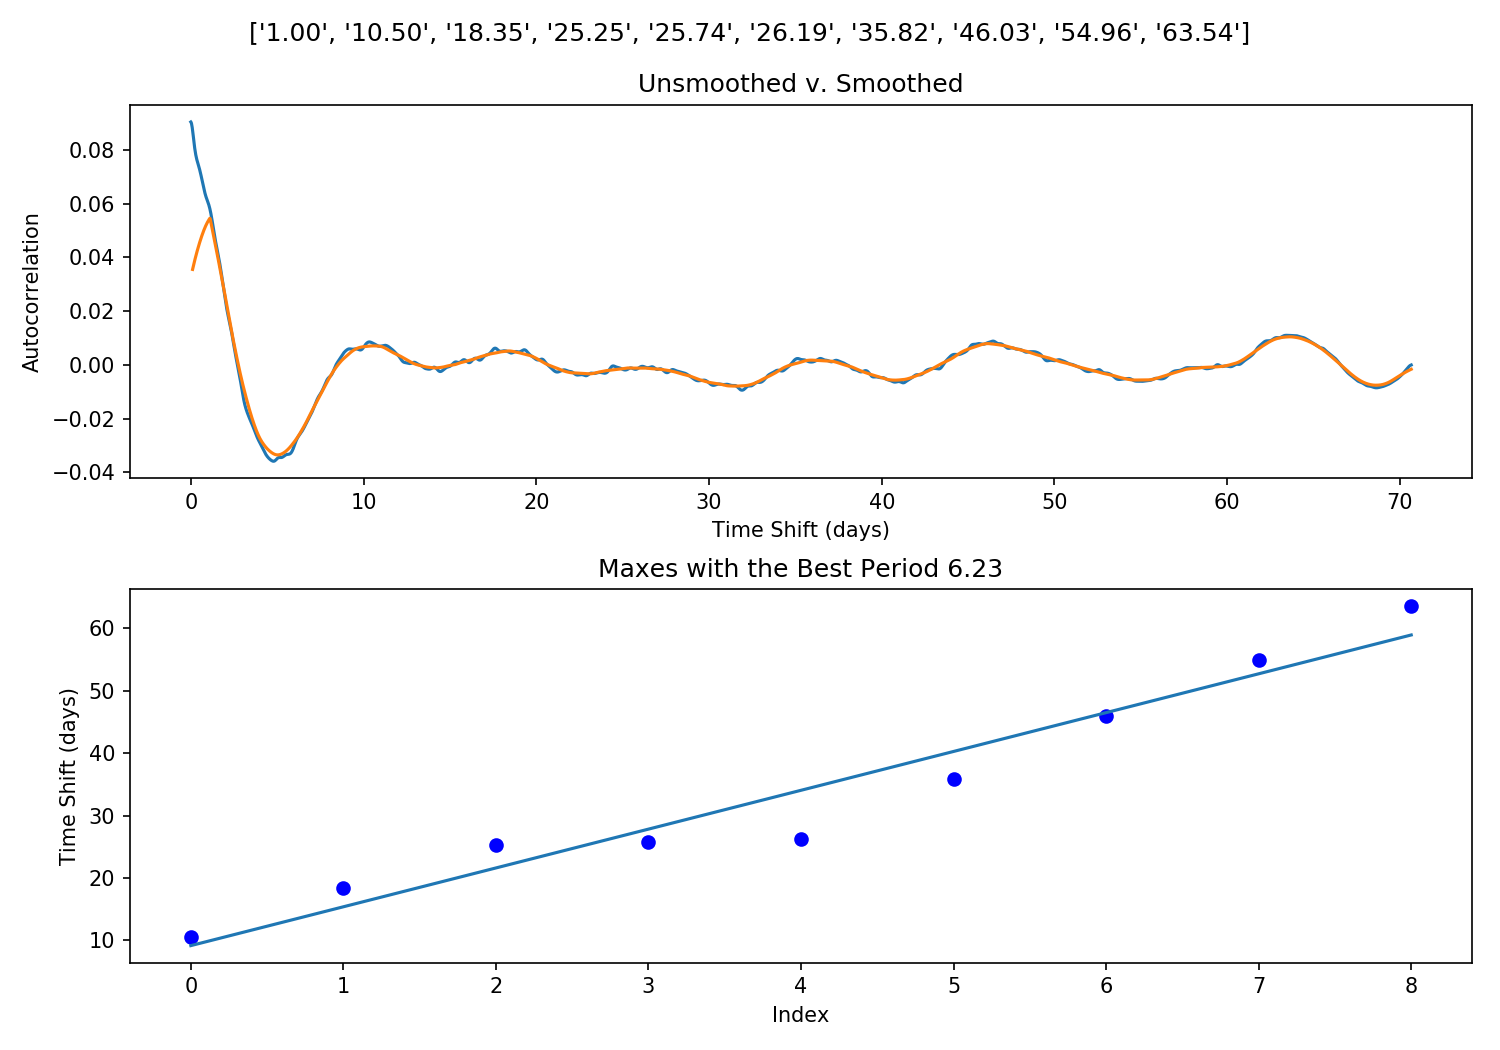 ['1.00', '10.50', '18.35', '25.25', '25.74', '26.19', '35.82', '46.03', '54.96', '63.54']
Unsmoothed v. Smoothed
Autocorrelation
0.08
0.06
0.04
0.02
0.00
−0.02
−0.04
0 10 20 30 40 50 60 70
Time Shift (days)
Maxes with the Best Period 6.23
Time Shift (days)
60
50
40
30
20
10
0 1 2 3 4 5 6 7 8
Index